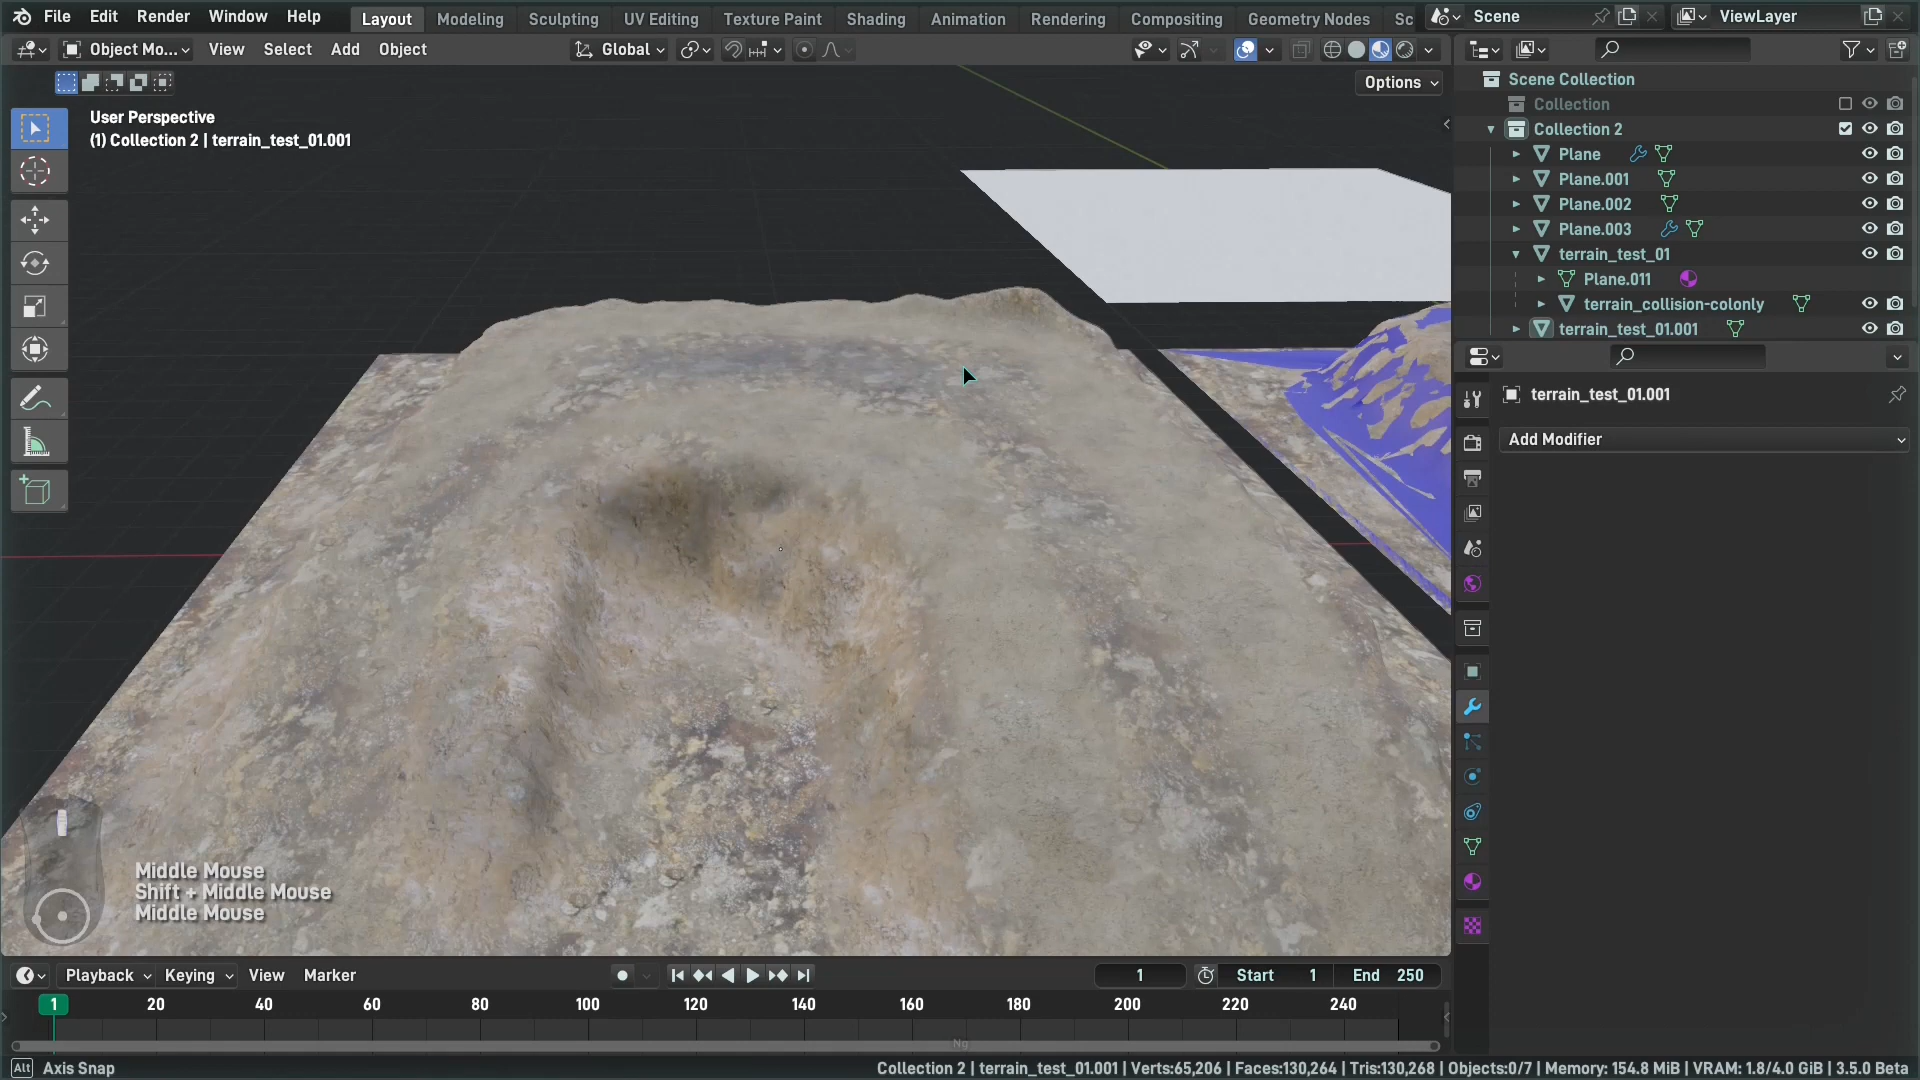 File Edit Render Window Help Layout Modeling Sculpting UV Editing Texture Paint Shading Animation Rendering Compositing Geometry Nodes Sc Scene ViewLayer
Object Mo... View Select Add Object Global
Options
User Perspective
(1) Collection 2 | terrain_test_01.001
Scene Collection
Collection
Collection 2
Plane
Plane.001
Plane.002
Plane.003
terrain_test_01
Plane.011
terrain_collision-colonly
terrain_test_01.001
terrain_test_01.001
Add Modifier
Middle Mouse
Shift + Middle Mouse
Middle Mouse
Playback Keying View Marker 1 Start 1 End 250
1 20 40 60 80 100 120 140 160 180 200 220 240
Alt Axis Snap Collection 2 | terrain_test_01.001 | Verts:65,206 | Faces:130,264 | Tris:130,268 | Objects:0/7 | Memory: 154.8 MiB | VRAM: 1.8/4.0 GiB | 3.5.0 Beta